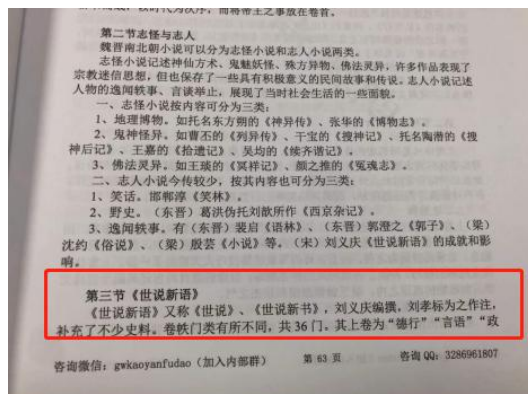 第二节志怪与志人
魏晋南北朝小说可以分为志怪小说和志人小说两类。
志怪小说记述神仙方术、鬼魅妖怪、殊方异物、佛法灵异，许多作品表现了
宗教迷信思想，但也保存了一些具有积极意义的民间故事和传说。志人小说记述
人物的逸闻轶事、言谈举止，展现了当时社会生活的一些面貌。
一、志怪小说按内容可分为三类：
1、地理博物。如托名东方朔的《神异传》、张华的《博物志》。
2、鬼神怪异。如曹丕的《列异传》、干宝的《搜神记》、托名陶潜的《搜
神后记》、王嘉的《拾遗记》、吴均的《续齐谐记》。
3、佛法灵异。如王琰的《冥祥记》、颜之推的《冤魂志》。
二、志人小说今传较少，按其内容也可分为三类：
1、笑话。邯郸淳《笑林》。
2、野史。（东晋）葛洪伪托刘歆所作《西京杂记》。
3、逸闻轶事。有（东晋）裴启《语林》、（东晋）郭澄之《郭子》、（梁）
沈约《俗说》、（梁）殷芸《小说》等。（宋）刘义庆《世说新语》的成就和影
响。
第三节《世说新语》
《世说新语》又称《世说》、《世说新书》，刘义庆编撰，刘孝标为之作注，
补充了不少史料。卷帙门类有所不同，共 36 门。其上卷为“德行”“言语”“政
咨询微信：gwkaoyanfudao（加入内部群） 第 63 页 咨询 QQ：3286961807